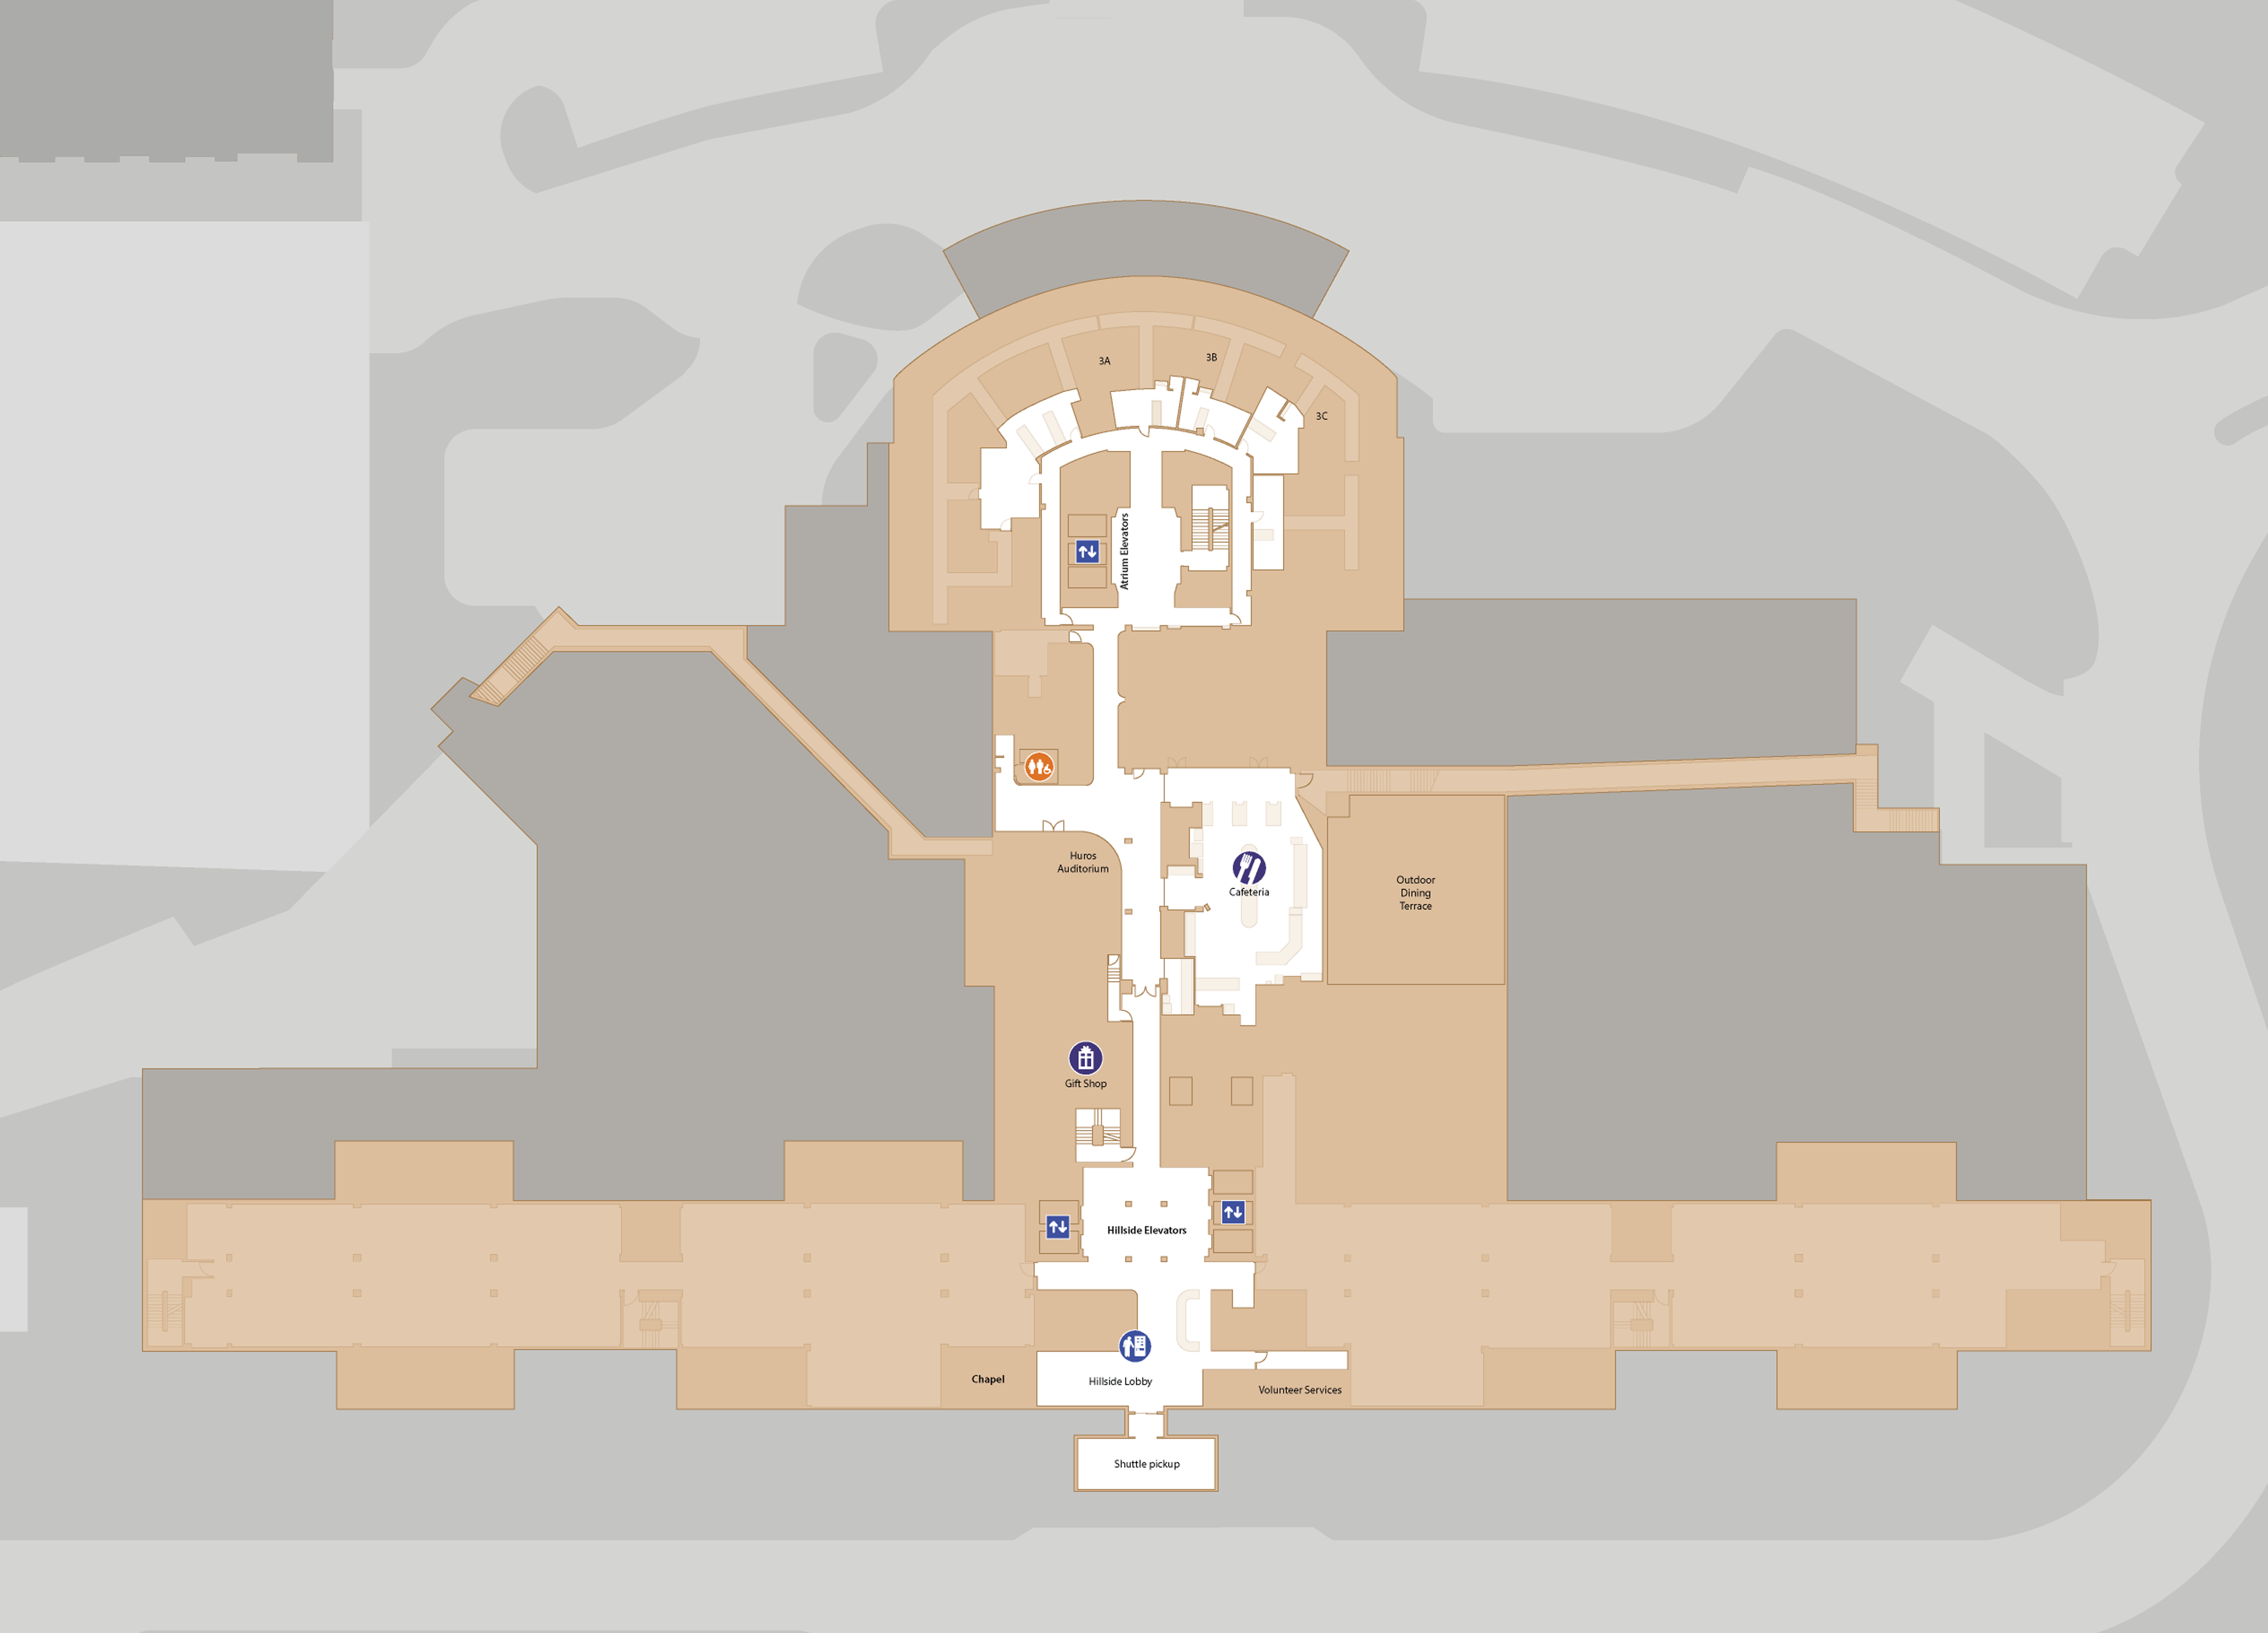 3A
3B
3C
Atrium Elevators
Huros
Auditorium
Cafeteria
Outdoor
Dining
Terrace
Gift Shop
Hillside Elevators
Chapel
Hillside Lobby
Volunteer Services
Shuttle pickup